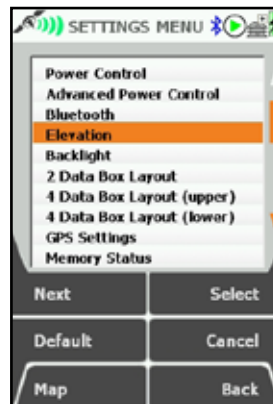 SETTINGS MENU
Power Control
Advanced Power Control
Bluetooth
Elevation
Backlight
2 Data Box Layout
4 Data Box Layout (upper)
4 Data Box Layout (lower)
GPS Settings
Memory Status
Next Select
Default Cancel
Map Back